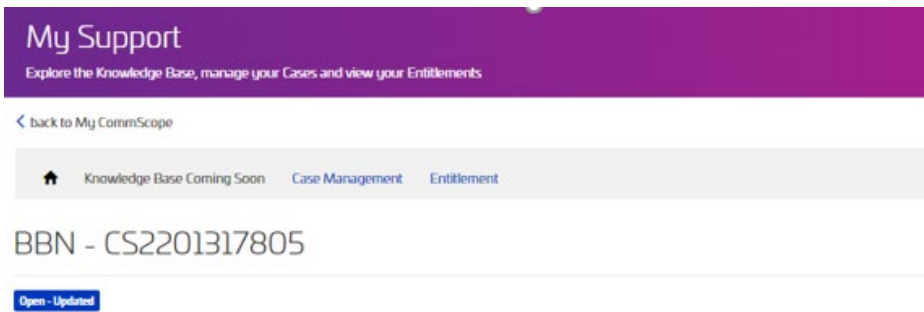 My Support
Explore the Knowledge Base, manage your Cases and view your Entitlements
back to My CommScope
Knowledge Base Coming Soon Case Management Entitlement
BBN - CS2201317805
Open - Updated